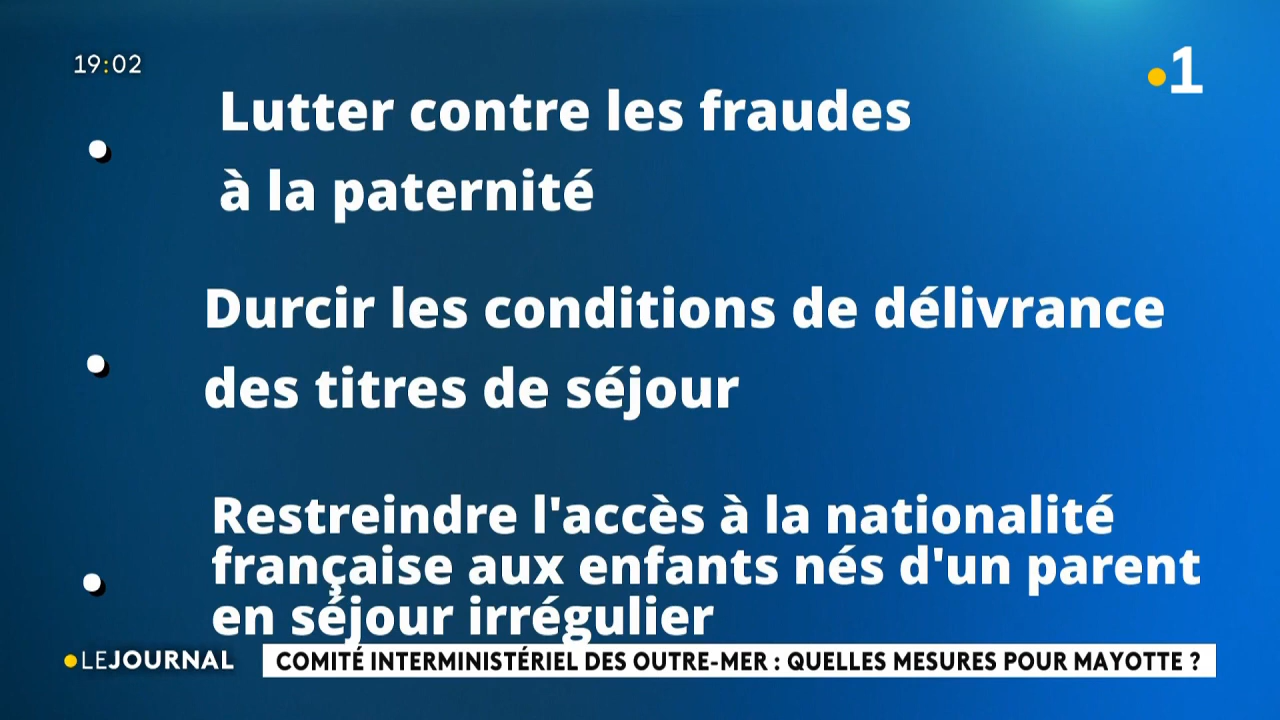 19:02
1
Lutter contre les fraudes
à la paternité
Durcir les conditions de délivrance
des titres de séjour
Restreindre l'accès à la nationalité
française aux enfants nés d'un parent
en séjour irrégulier
LEJOURNAL
COMITÉ INTERMINISTÉRIEL DES OUTRE-MER : QUELLES MESURES POUR MAYOTTE ?